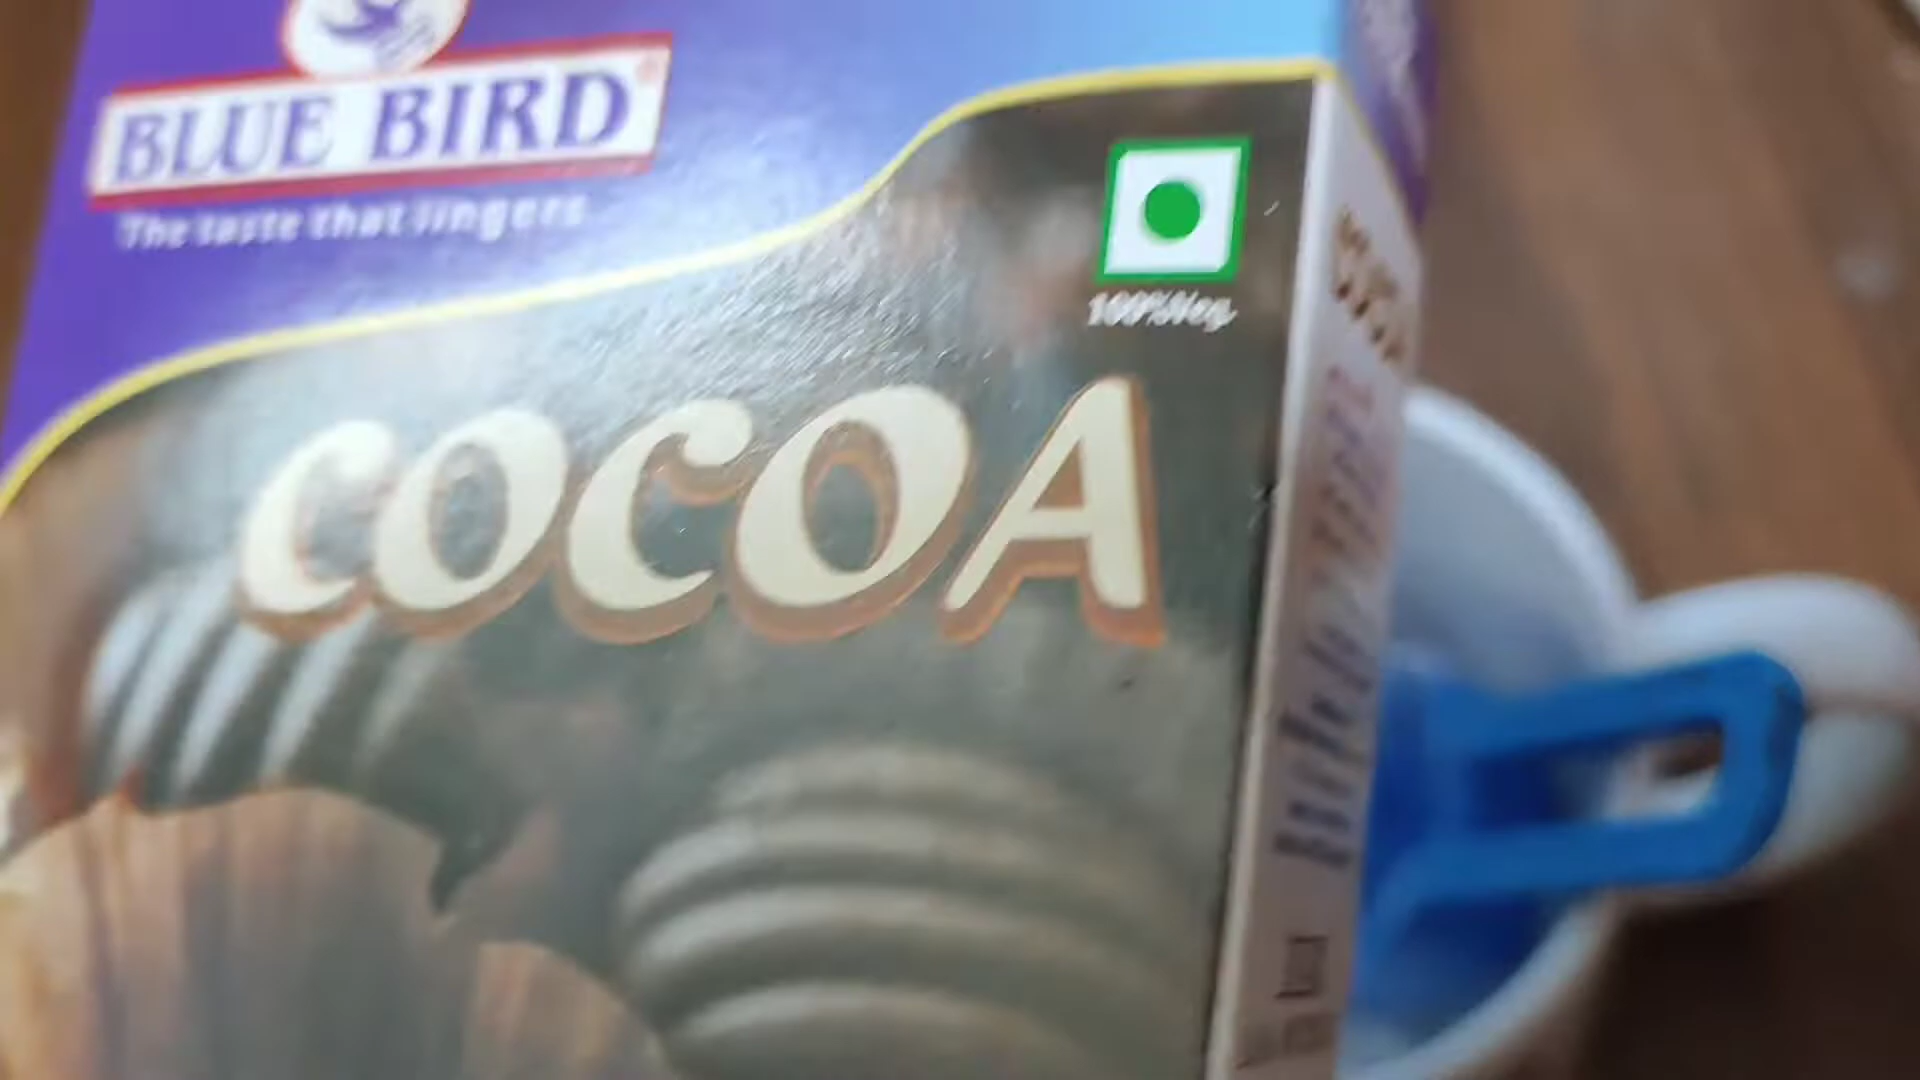 BLUE BIRD®
The taste that lingers
100% Veg.
COCOA